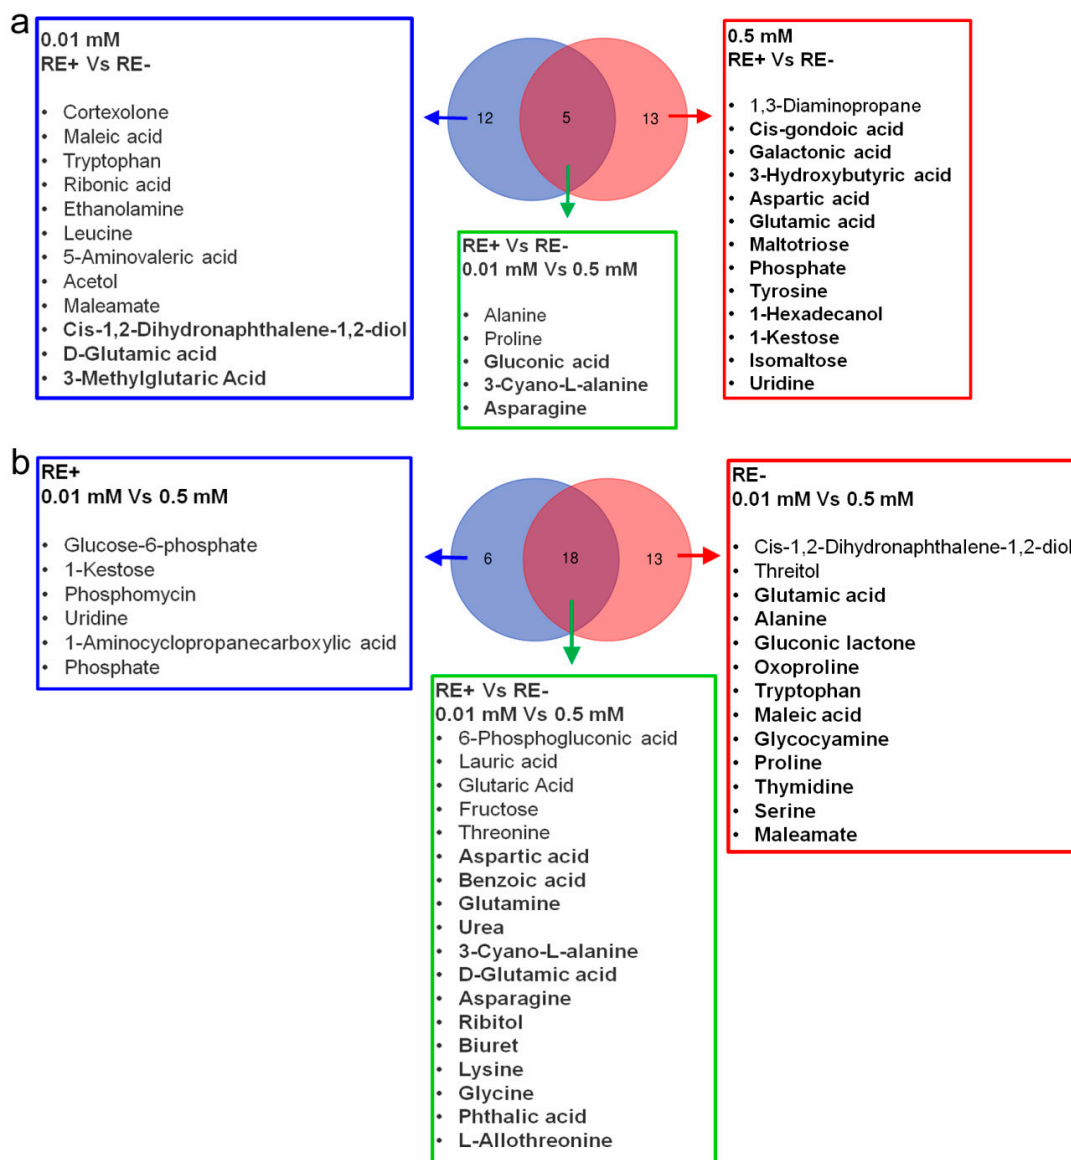 a
0.01 mM
RE+ Vs RE-
• Cortexolone
• Maleic acid
• Tryptophan
• Ribonic acid
• Ethanolamine
• Leucine
• 5-Aminovaleric acid
• Acetol
• Maleamate
• Cis-1,2-Dihydronaphthalene-1,2-diol
• D-Glutamic acid
• 3-Methylglutaric Acid
12
5
13
RE+ Vs RE-
0.01 mM Vs 0.5 mM
• Alanine
• Proline
• Gluconic acid
• 3-Cyano-L-alanine
• Asparagine
0.5 mM
RE+ Vs RE-
• 1,3-Diaminopropane
• Cis-gondoic acid
• Galactonic acid
• 3-Hydroxybutyric acid
• Aspartic acid
• Glutamic acid
• Maltotriose
• Phosphate
• Tyrosine
• 1-Hexadecanol
• 1-Kestose
• Isomaltose
• Uridine
b
RE+
0.01 mM Vs 0.5 mM
• Glucose-6-phosphate
• 1-Kestose
• Phosphomycin
• Uridine
• 1-Aminocyclopropanecarboxylic acid
• Phosphate
6
18
13
RE+ Vs RE-
0.01 mM Vs 0.5 mM
• 6-Phosphogluconic acid
• Lauric acid
• Glutaric Acid
• Fructose
• Threonine
• Aspartic acid
• Benzoic acid
• Glutamine
• Urea
• 3-Cyano-L-alanine
• D-Glutamic acid
• Asparagine
• Ribitol
• Biuret
• Lysine
• Glycine
• Phthalic acid
• L-Allothreonine
RE-
0.01 mM Vs 0.5 mM
• Cis-1,2-Dihydronaphthalene-1,2-diol
• Threitol
• Glutamic acid
• Alanine
• Gluconic lactone
• Oxoproline
• Tryptophan
• Maleic acid
• Glycocyamine
• Proline
• Thymidine
• Serine
• Maleamate